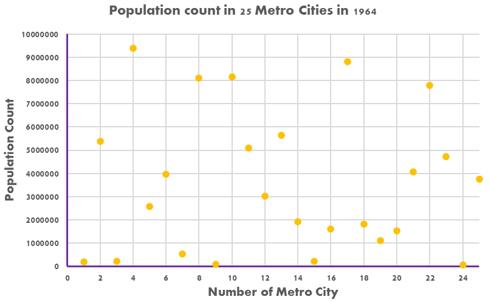 Population count in 25 Metro Cities in 1964
Population Count
10000000
9000000
8000000
7000000
6000000
5000000
4000000
3000000
2000000
1000000
0
0 2 4 6 8 10 12 14 16 18 20 22 24
Number of Metro City